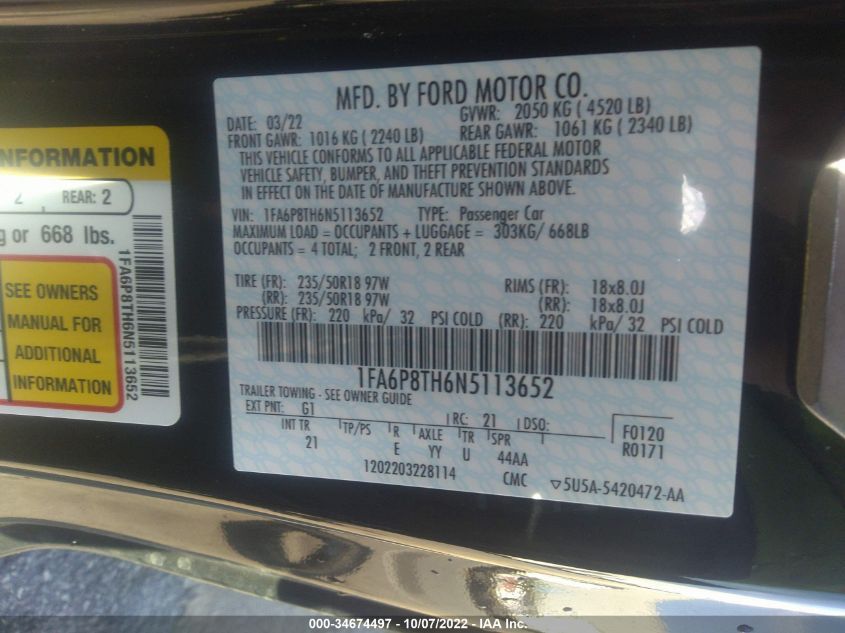 NFORMATION
2 REAR: 2
g or 668 lbs.
SEE OWNERS
MANUAL FOR
ADDITIONAL
INFORMATION
1FA6P8TH6N5113652
MFD. BY FORD MOTOR CO.
DATE: 03/22 GVWR: 2050 KG ( 4520 LB)
FRONT GAWR: 1016 KG ( 2240 LB) REAR GAWR: 1061 KG ( 2340 LB)
THIS VEHICLE CONFORMS TO ALL APPLICABLE FEDERAL MOTOR
VEHICLE SAFETY, BUMPER, AND THEFT PREVENTION STANDARDS
IN EFFECT ON THE DATE OF MANUFACTURE SHOWN ABOVE.
VIN: 1FA6P8TH6N5113652 TYPE: Passenger Car
MAXIMUM LOAD = OCCUPANTS + LUGGAGE = 303KG/ 668LB
OCCUPANTS = 4 TOTAL; 2 FRONT, 2 REAR
TIRE (FR): 235/50R18 97W RIMS (FR): 18x8.0J
(RR): 235/50R18 97W (RR): 18x8.0J
PRESSURE (FR): 220 kPa/ 32 PSI COLD (RR): 220 kPa/ 32 PSI COLD
1FA6P8TH6N5113652
TRAILER TOWING - SEE OWNER GUIDE
EXT PNT: G1 RC: 21 DSO:
INT TR TP/PS R AXLE TR SPR
21 E YY U 44AA
F0120
R0171
1202203228114 CMC ▽5U5A-5420472-AA
000-34674497 - 10/07/2022 - IAA Inc.